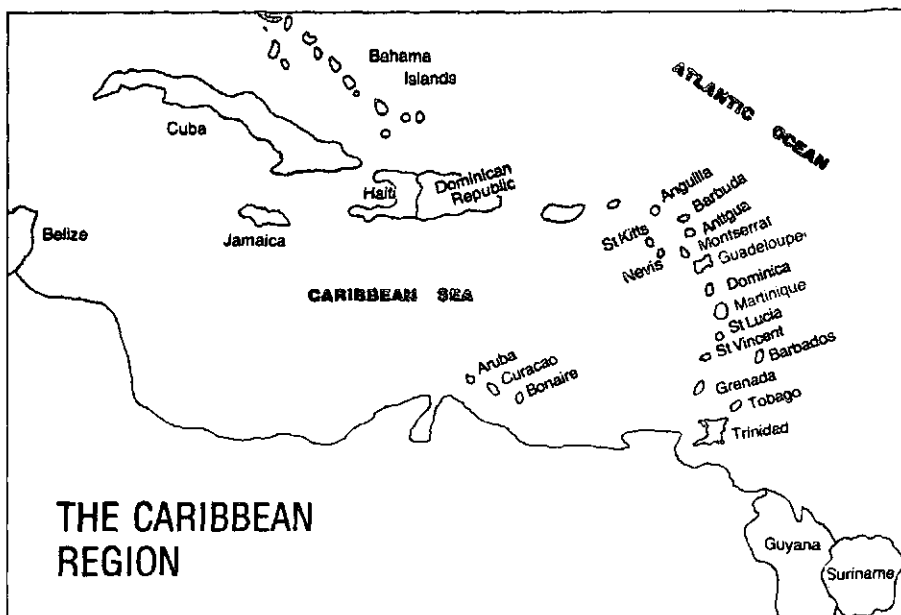 Bahama
Islands
ATLANTIC OCEAN
Cuba
Haiti
Dominican
Republic
Anguilla
Barbuda
Antigua
St Kitts
Montserrat
Nevis
Guadeloupe
Belize
Jamaica
Dominica
CARIBBEAN SEA
Martinique
St Lucia
St Vincent
Barbados
Aruba
Curacao
Bonaire
Grenada
Tobago
Trinidad
THE CARIBBEAN
REGION
Guyana
Suriname